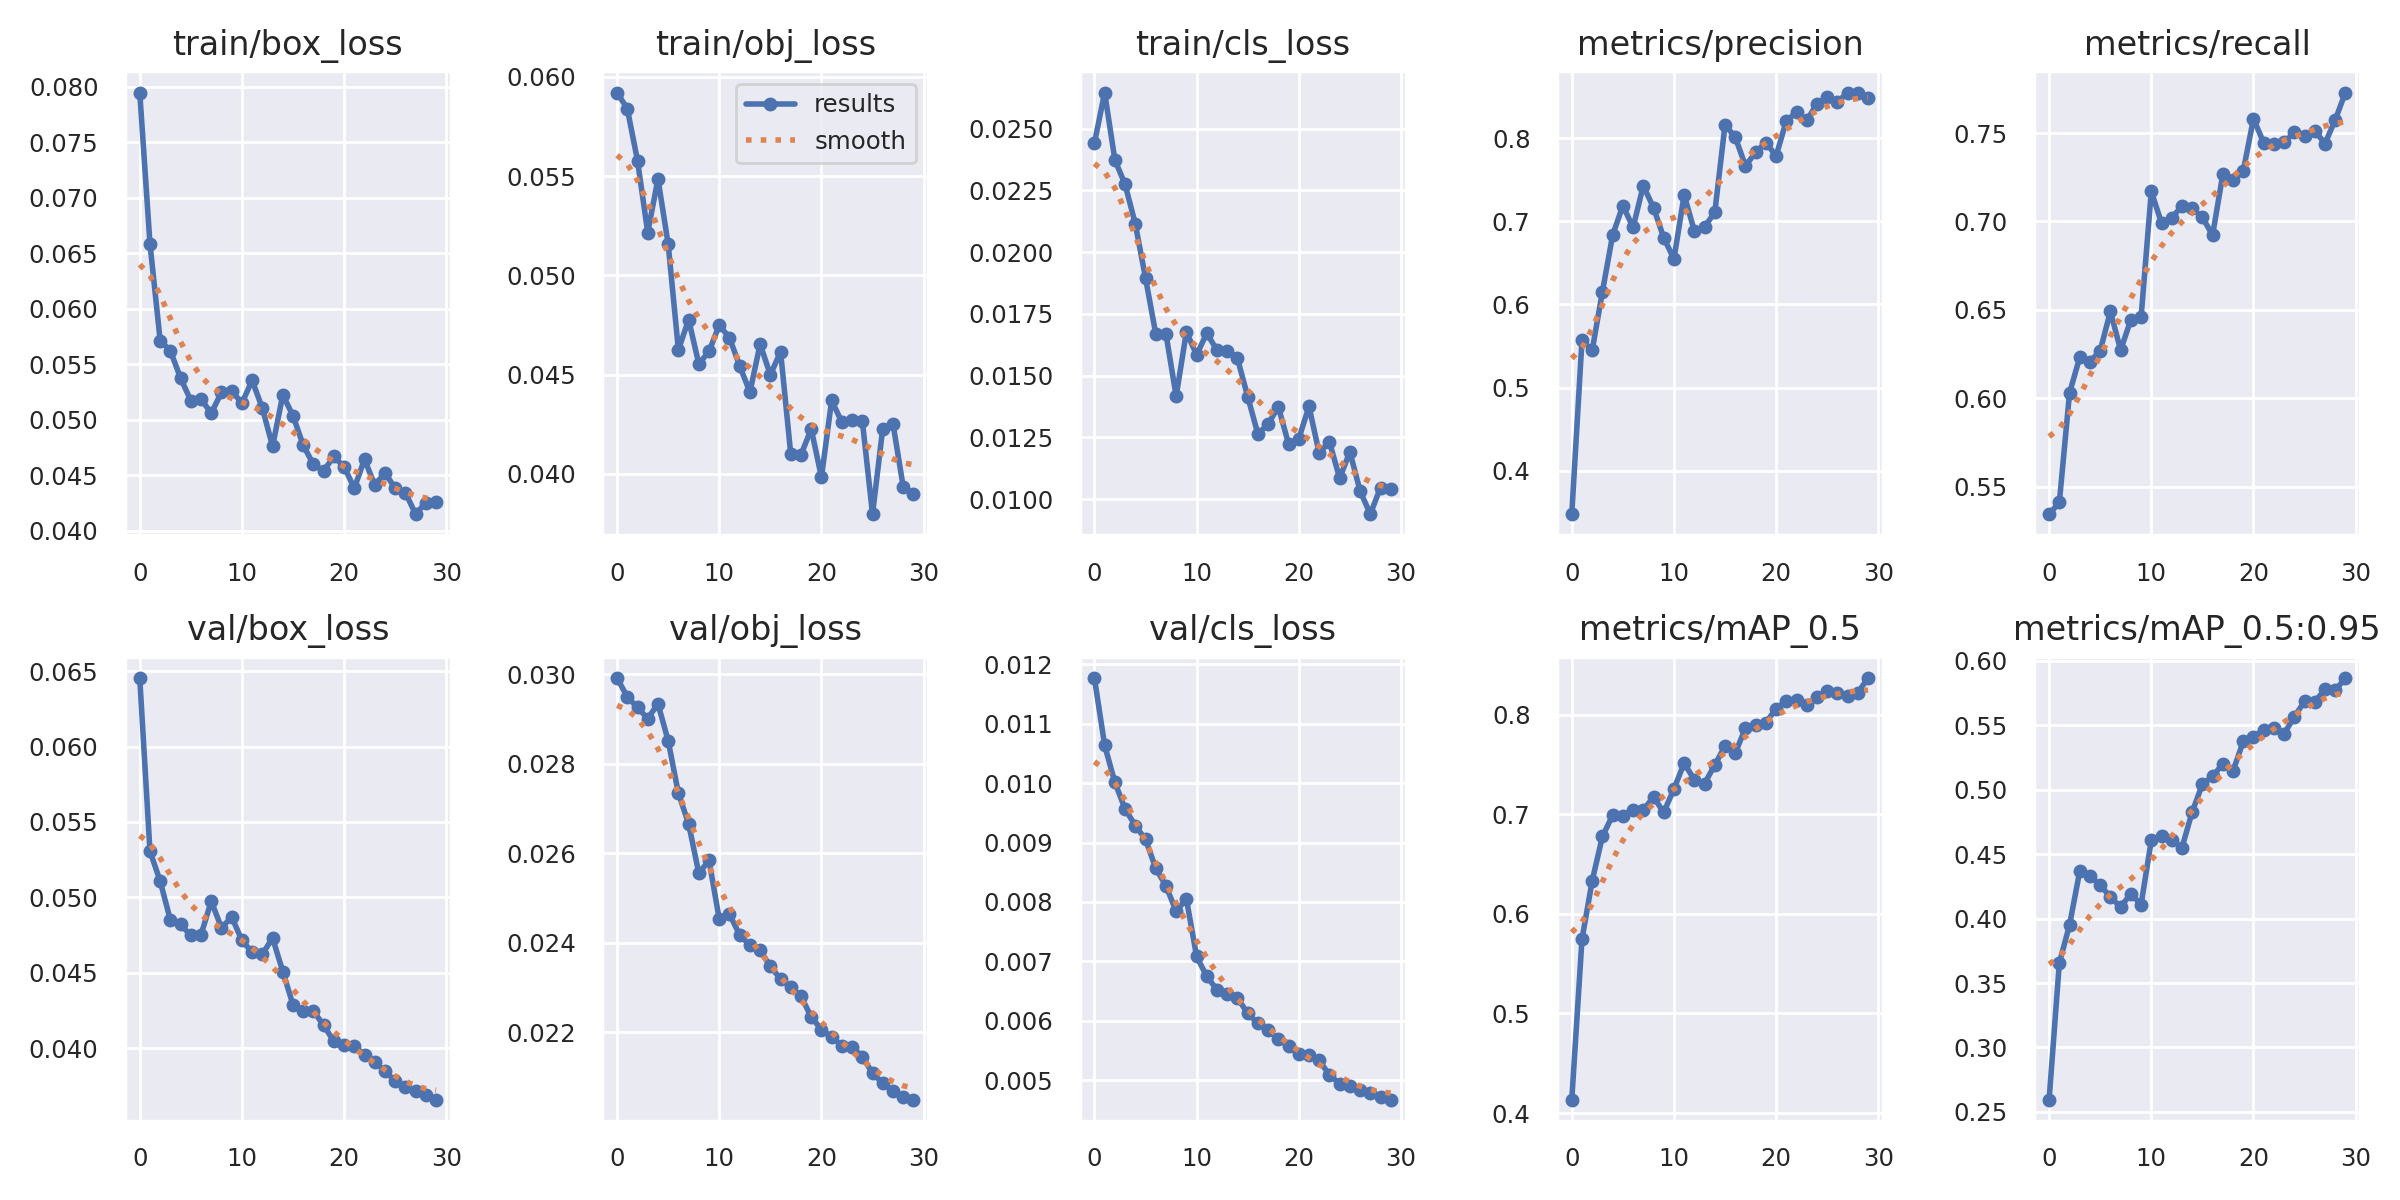 train/box_loss
0.080
0.075
0.070
0.065
0.060
0.055
0.050
0.045
0.040
0 10 20 30
train/obj_loss
results
smooth
0.060
0.055
0.050
0.045
0.040
0 10 20 30
train/cls_loss
0.0250
0.0225
0.0200
0.0175
0.0150
0.0125
0.0100
0 10 20 30
metrics/precision
0.8
0.7
0.6
0.5
0.4
0 10 20 30
metrics/recall
0.75
0.70
0.65
0.60
0.55
0 10 20 30
val/box_loss
0.065
0.060
0.055
0.050
0.045
0.040
0 10 20 30
val/obj_loss
0.030
0.028
0.026
0.024
0.022
0 10 20 30
val/cls_loss
0.012
0.011
0.010
0.009
0.008
0.007
0.006
0.005
0 10 20 30
metrics/mAP_0.5
0.8
0.7
0.6
0.5
0.4
0 10 20 30
metrics/mAP_0.5:0.95
0.60
0.55
0.50
0.45
0.40
0.35
0.30
0.25
0 10 20 30